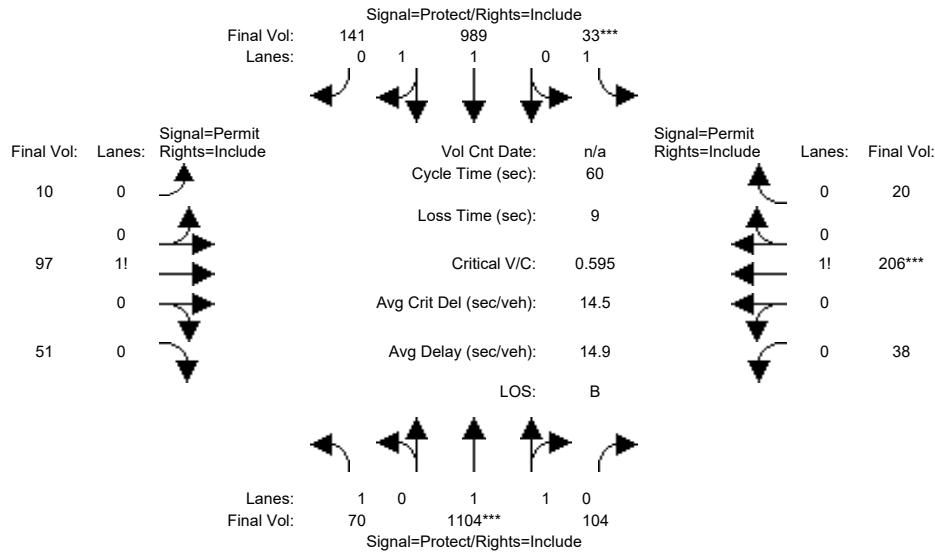 Signal=Protect/Rights=Include
Final Vol: 141 989 33***
Lanes: 0 1 1 0 1
Signal=Permit
Final Vol: Lanes: Rights=Include
Vol Cnt Date: n/a
Signal=Permit
Rights=Include Lanes: Final Vol:
Cycle Time (sec): 60
10 0
0 20
Loss Time (sec): 9
0
0
97 1!
Critical V/C: 0.595
1! 206***
0
Avg Crit Del (sec/veh): 14.5
0
51 0
Avg Delay (sec/veh): 14.9
0 38
LOS: B
Lanes: 1 0 1 1 0
Final Vol: 70 1104*** 104
Signal=Protect/Rights=Include